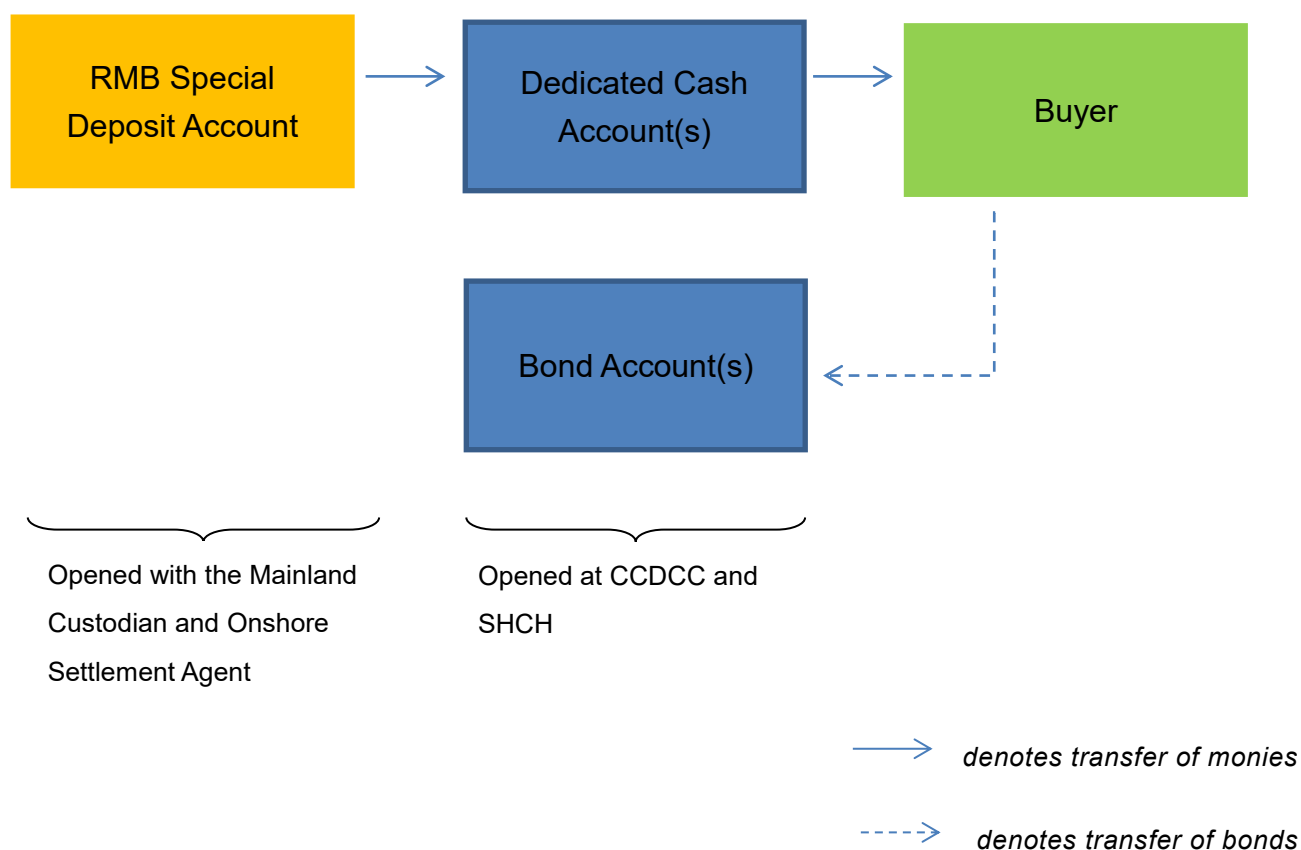 RMB Special
Deposit Account
Dedicated Cash
Account(s)
Buyer
Bond Account(s)
Opened with the Mainland
Custodian and Onshore
Settlement Agent
Opened at CCDCC and
SHCH
denotes transfer of monies
denotes transfer of bonds